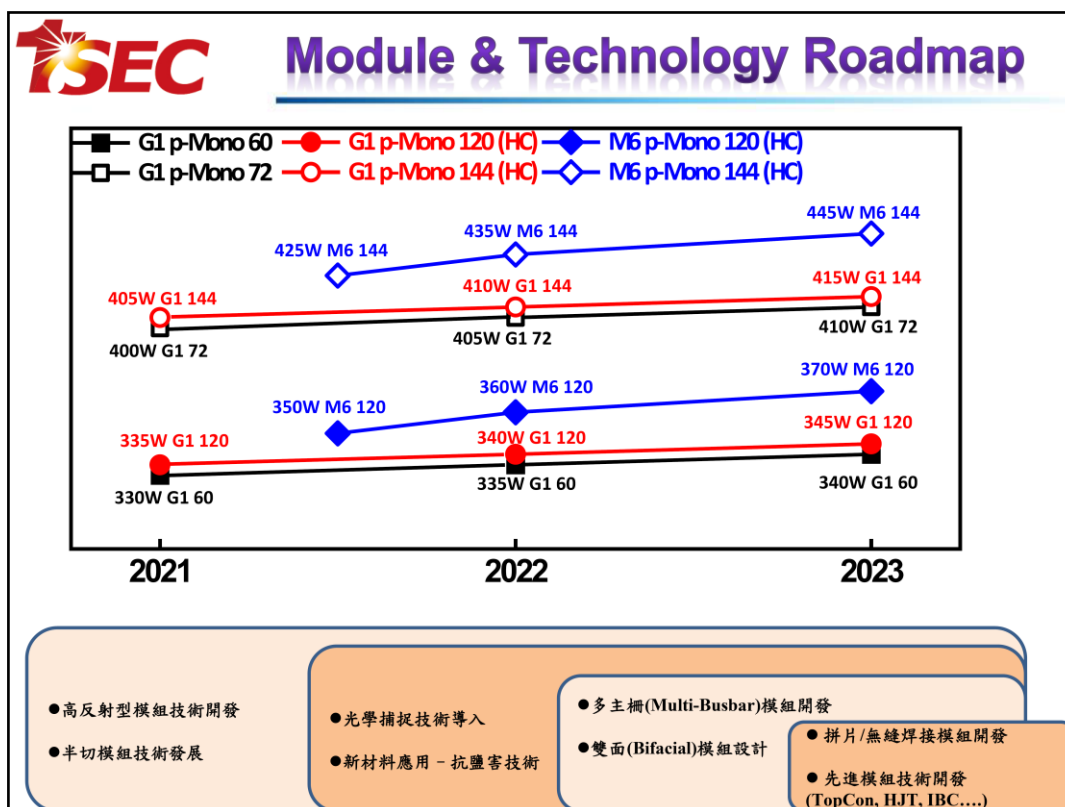 TSEC
Module & Technology Roadmap
G1 p-Mono 60 G1 p-Mono 120 (HC) M6 p-Mono 120 (HC)
G1 p-Mono 72 G1 p-Mono 144 (HC) M6 p-Mono 144 (HC)
445W M6 144
435W M6 144
425W M6 144
415W G1 144
410W G1 144
405W G1 144
410W G1 72
405W G1 72
400W G1 72
370W M6 120
360W M6 120
350W M6 120
345W G1 120
340W G1 120
335W G1 120
340W G1 60
335W G1 60
330W G1 60
2021 2022 2023
●高反射型模組技術開發
●半切模組技術發展
●光學捕捉技術導入
●新材料應用－抗鹽害技術
●多主柵(Multi-Busbar)模組開發
●雙面(Bifacial)模組設計
●拼片/無縫焊接模組開發
●先進模組技術開發
(TopCon, HJT, IBC….)